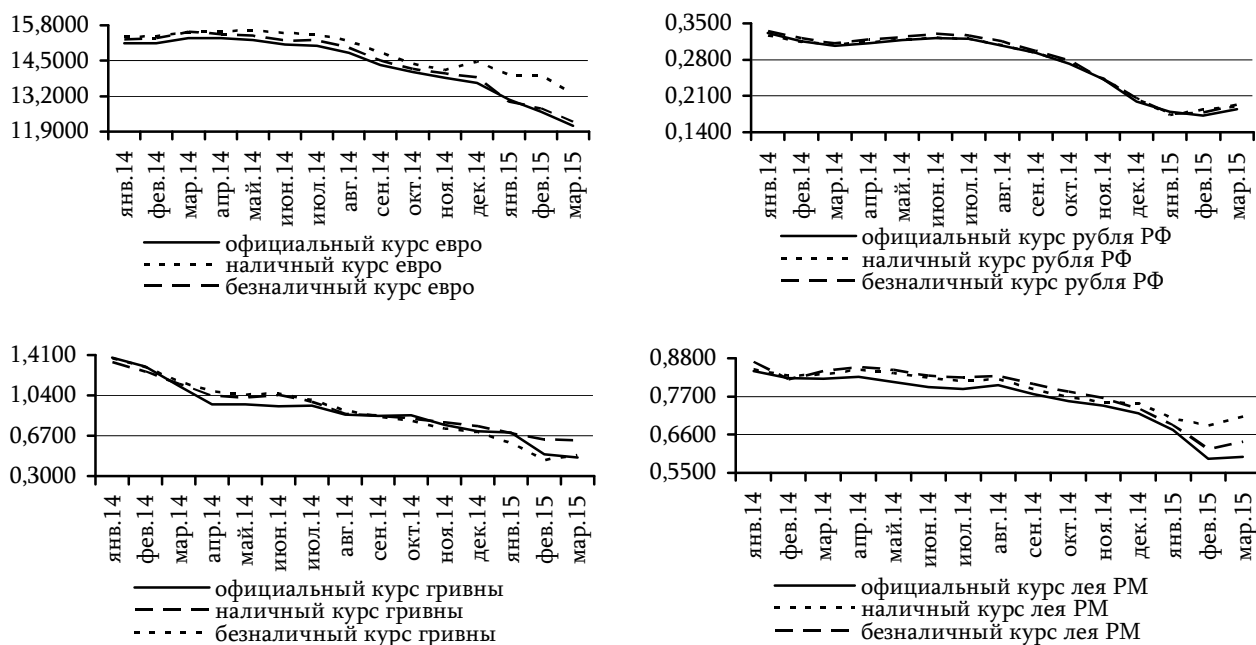 15,8000
14,5000
13,2000
11,9000
янв.14
фев.14
мар.14
апр.14
май.14
июн.14
июл.14
авг.14
сен.14
окт.14
ноя.14
дек.14
янв.15
фев.15
мар.15
официальный курс евро
наличный курс евро
безналичный курс евро
0,3500
0,2800
0,2100
0,1400
янв.14
фев.14
мар.14
апр.14
май.14
июн.14
июл.14
авг.14
сен.14
окт.14
ноя.14
дек.14
янв.15
фев.15
мар.15
официальный курс рубля РФ
наличный курс рубля РФ
безналичный курс рубля РФ
1,4100
1,0400
0,6700
0,3000
янв.14
фев.14
мар.14
апр.14
май.14
июн.14
июл.14
авг.14
сен.14
окт.14
ноя.14
дек.14
янв.15
фев.15
мар.15
официальный курс гривны
наличный курс гривны
безналичный курс гривны
0,8800
0,7700
0,6600
0,5500
янв.14
фев.14
мар.14
апр.14
май.14
июн.14
июл.14
авг.14
сен.14
окт.14
ноя.14
дек.14
янв.15
фев.15
мар.15
официальный курс лея РМ
наличный курс лея РМ
безналичный курс лея РМ